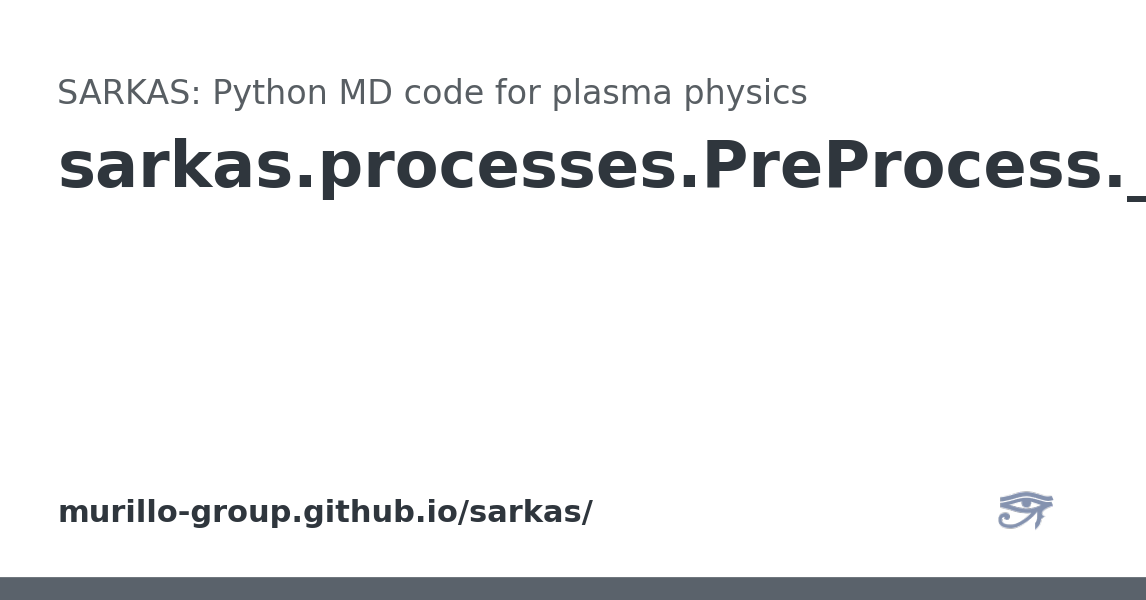 SARKAS: Python MD code for plasma physics
sarkas.processes.PreProcess._
murillo-group.github.io/sarkas/